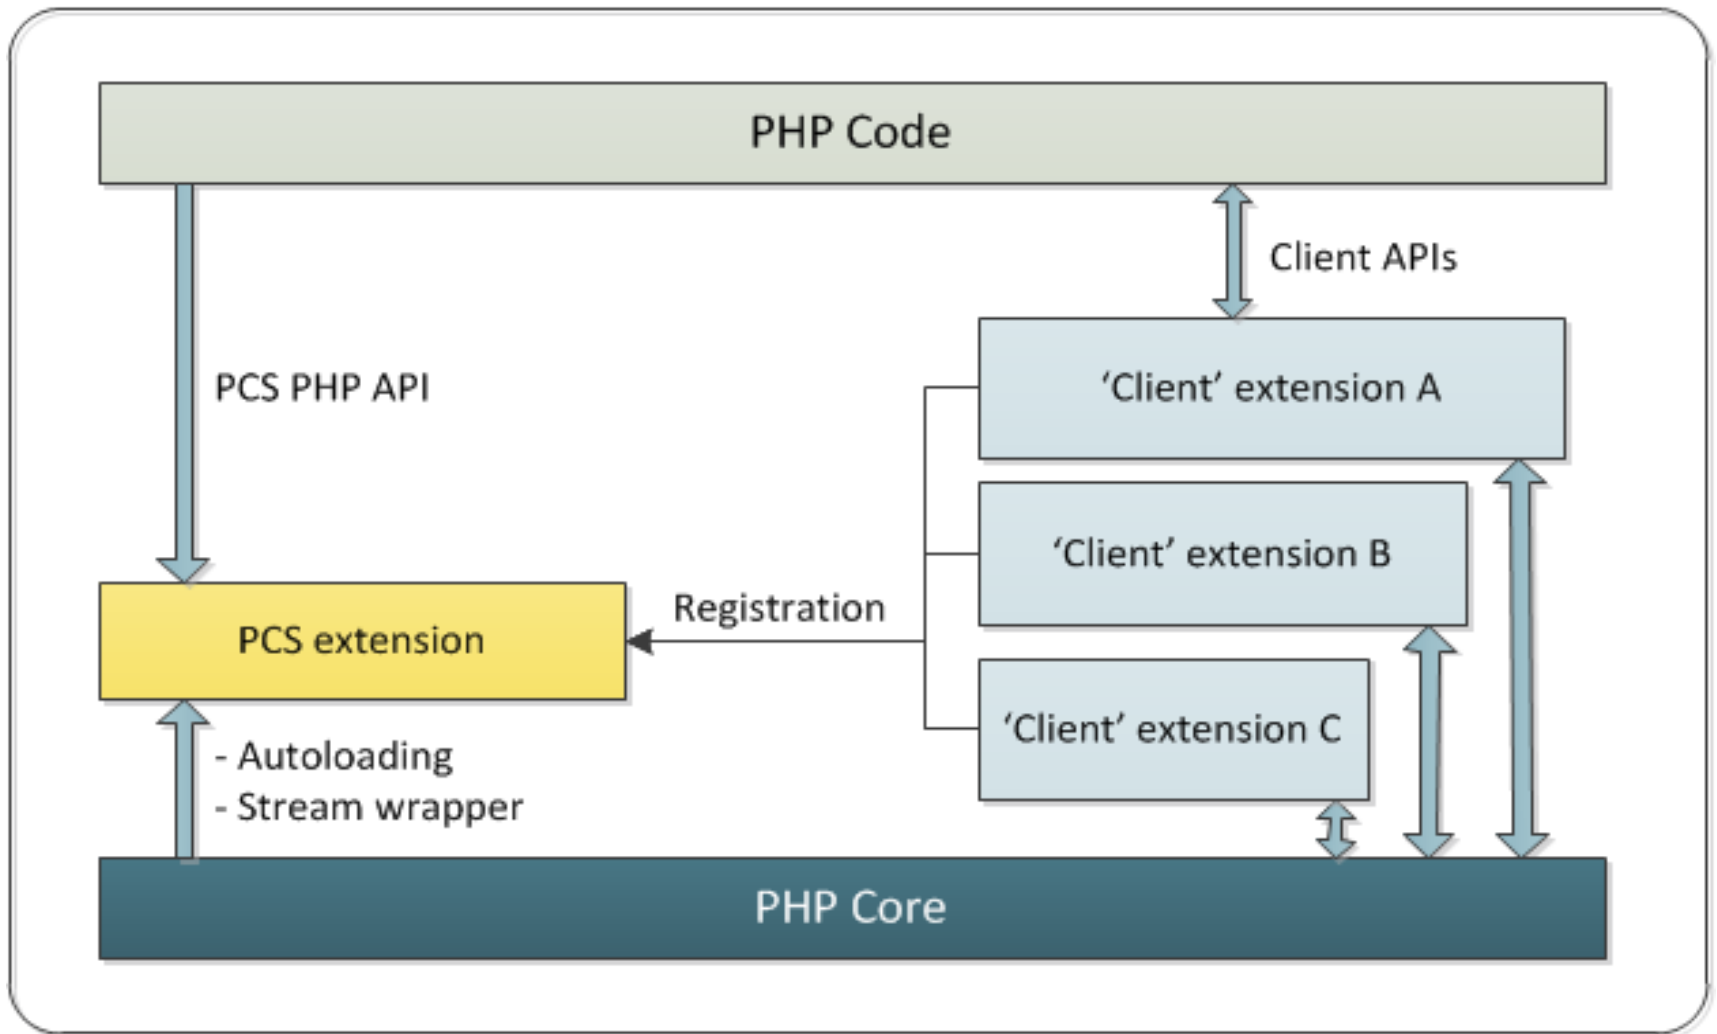 PHP Code
Client APIs
PCS PHP API
‘Client’ extension A
‘Client’ extension B
Registration
PCS extension
‘Client’ extension C
- Autoloading
- Stream wrapper
PHP Core